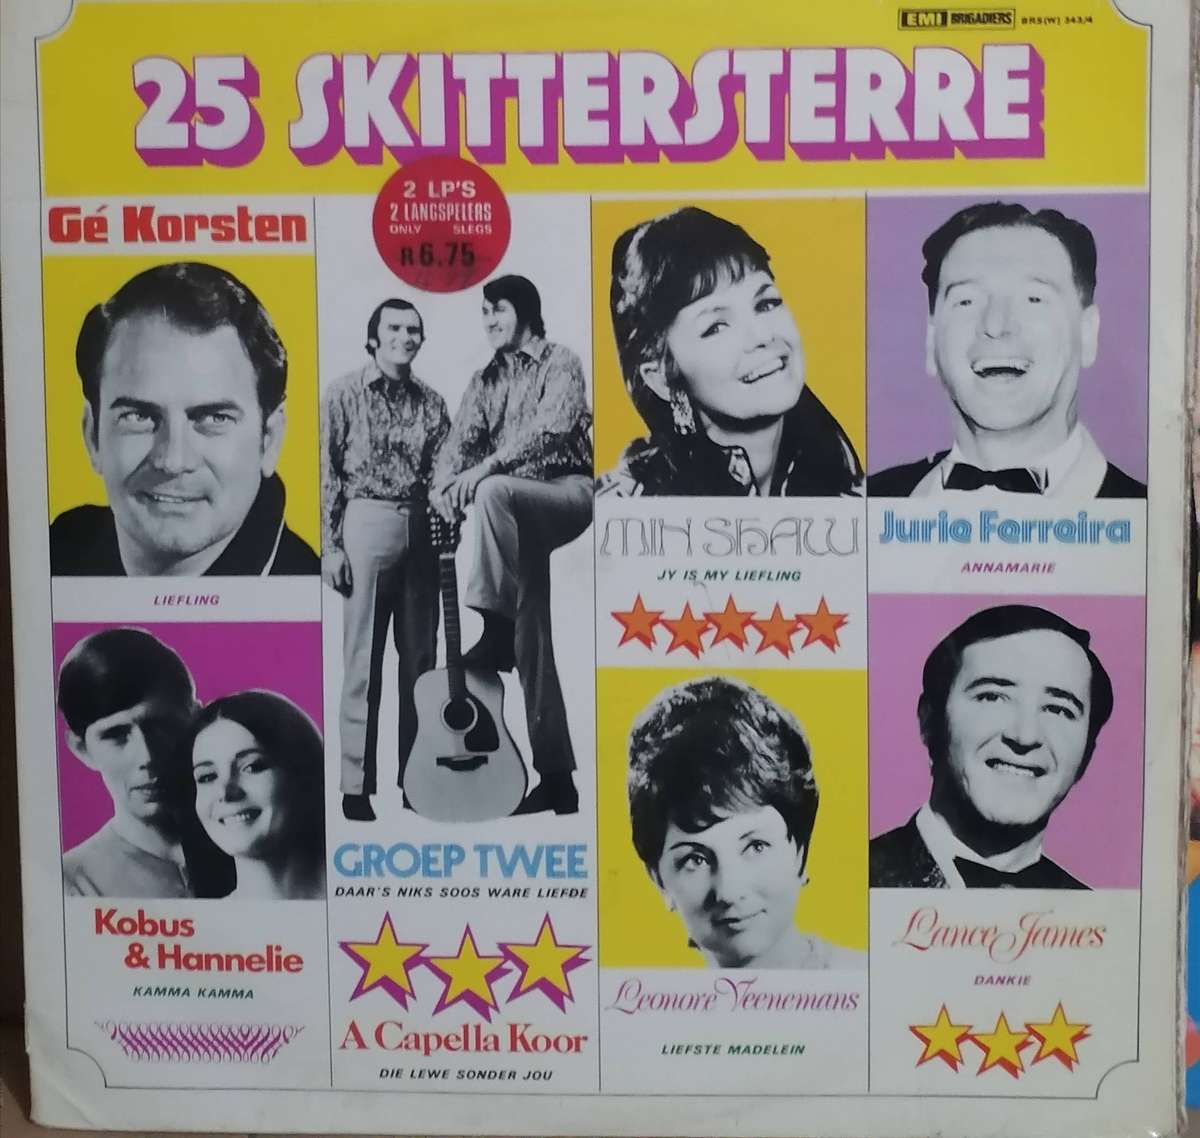 EMI BRIGADIERS BRS(W) 343/4
25 SKITTERSTERRE
2 LP'S
2 LANGSPELERS
ONLY SLEGS
R6.75
Gé Korsten
LIEFLING
Kobus
& Hannelie
KAMMA KAMMA
GROEP TWEE
DAAR'S NIKS SOOS WARE LIEFDE
A Capella Koor
DIE LEWE SONDER JOU
MIN SHAW
JY IS MY LIEFLING
Leonore Veenemans
LIEFSTE MADELEIN
Jurie Ferreira
ANNAMARIE
Lance James
DANKIE